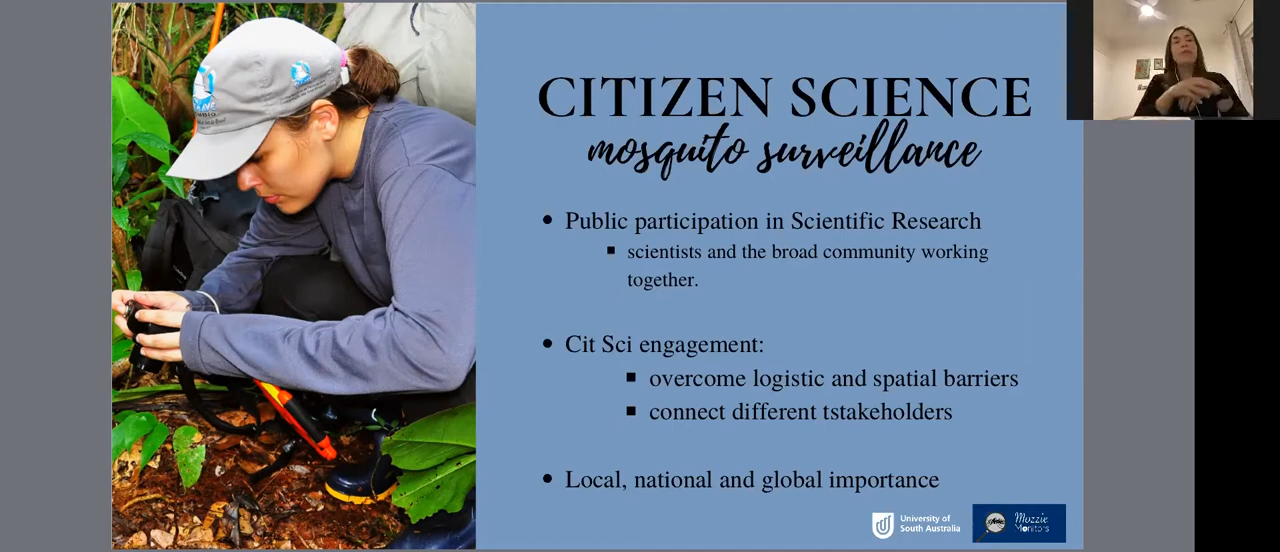 CITIZEN SCIENCE
mosquito surveillance
Public participation in Scientific Research
scientists and the broad community working
together.
Cit Sci engagement:
overcome logistic and spatial barriers
connect different tstakeholders
Local, national and global importance
University of
South Australia
Mozzie
Monitors